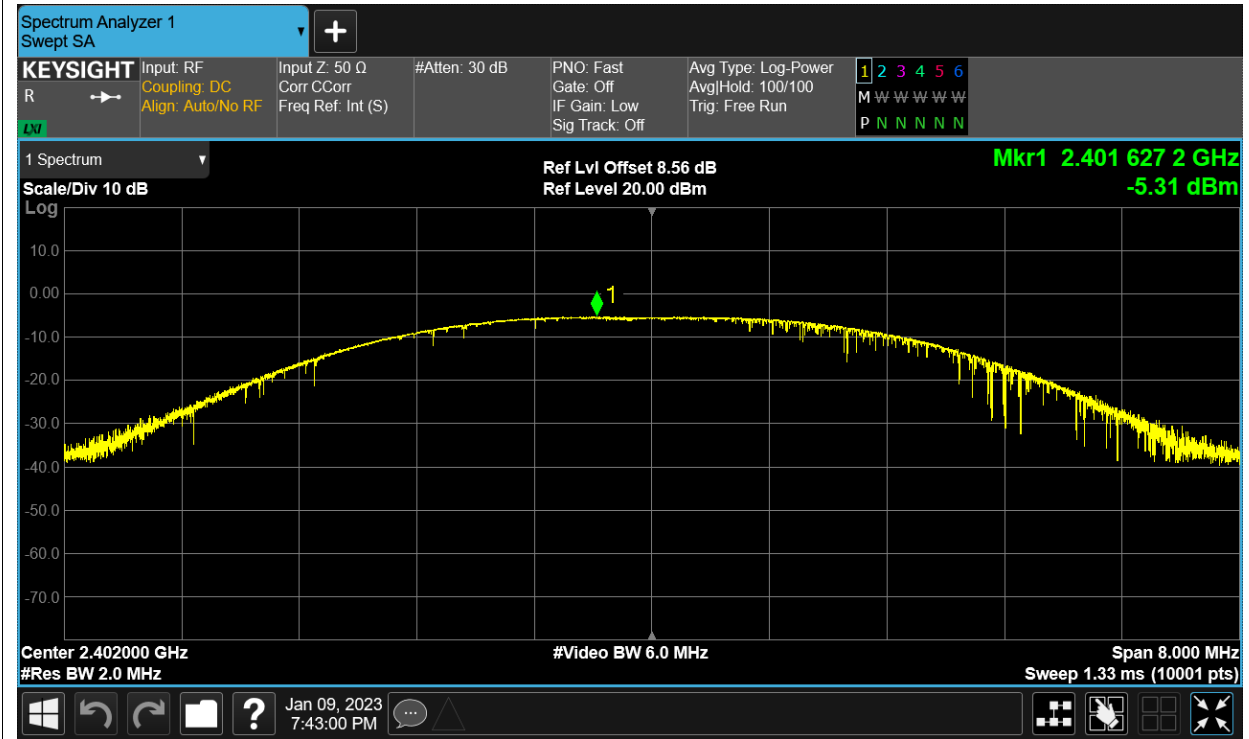 Spectrum Analyzer 1
Swept SA
KEYSIGHT
R
LXI
Input: RF
Coupling: DC
Align: Auto/No RF
Input Z: 50 Ω
Corr CCorr
Freq Ref: Int (S)
#Atten: 30 dB
PNO: Fast
Gate: Off
IF Gain: Low
Sig Track: Off
Avg Type: Log-Power
Avg|Hold: 100/100
Trig: Free Run
1 2 3 4 5 6
M W W W W W
P N N N N N
1 Spectrum
Scale/Div 10 dB
Log
Ref Lvl Offset 8.56 dB
Ref Level 20.00 dBm
Mkr1 2.401 627 2 GHz
-5.31 dBm
10.0
0.00
1
-10.0
-20.0
-30.0
-40.0
-50.0
-60.0
-70.0
Center 2.402000 GHz
#Video BW 6.0 MHz
Span 8.000 MHz
#Res BW 2.0 MHz
Sweep 1.33 ms (10001 pts)
?
Jan 09, 2023
7:43:00 PM